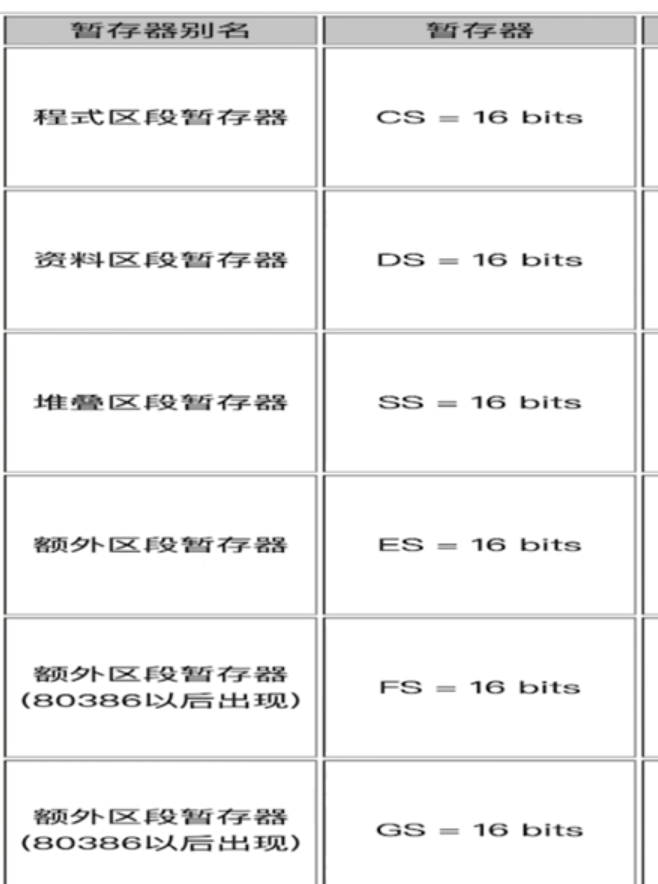 暂存器别名 暂存器
程式区段暂存器 CS = 16 bits
资料区段暂存器 DS = 16 bits
堆叠区段暂存器 SS = 16 bits
额外区段暂存器 ES = 16 bits
额外区段暂存器
(80386以后出现) FS = 16 bits
额外区段暂存器
(80386以后出现) GS = 16 bits